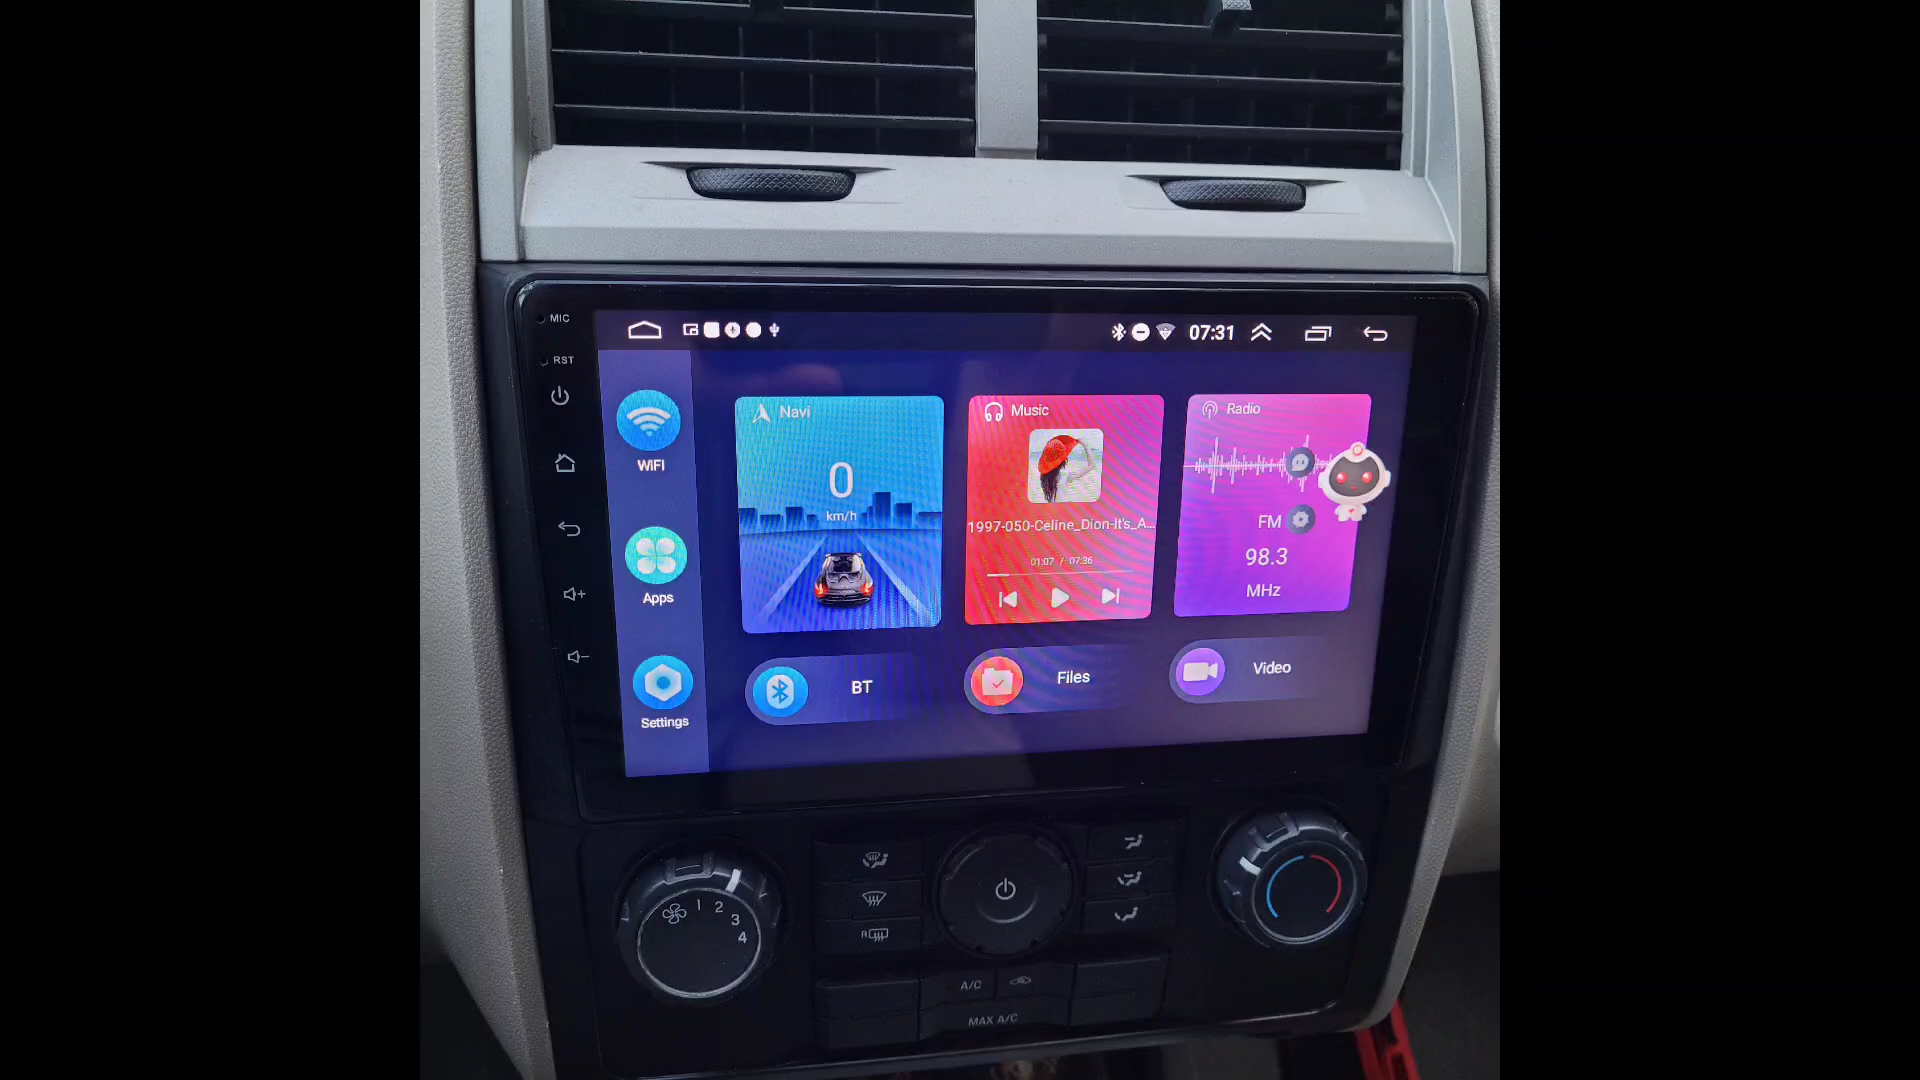 MIC
07:31
RST
WiFi
Apps
Settings
Navi
0
km/h
Music
1997-050-Celine_Dion-It's_A...
01:07 / 07:36
Radio
FM
98.3
MHz
BT
Files
Video
1
2
3
4
A/C
MAX A/C